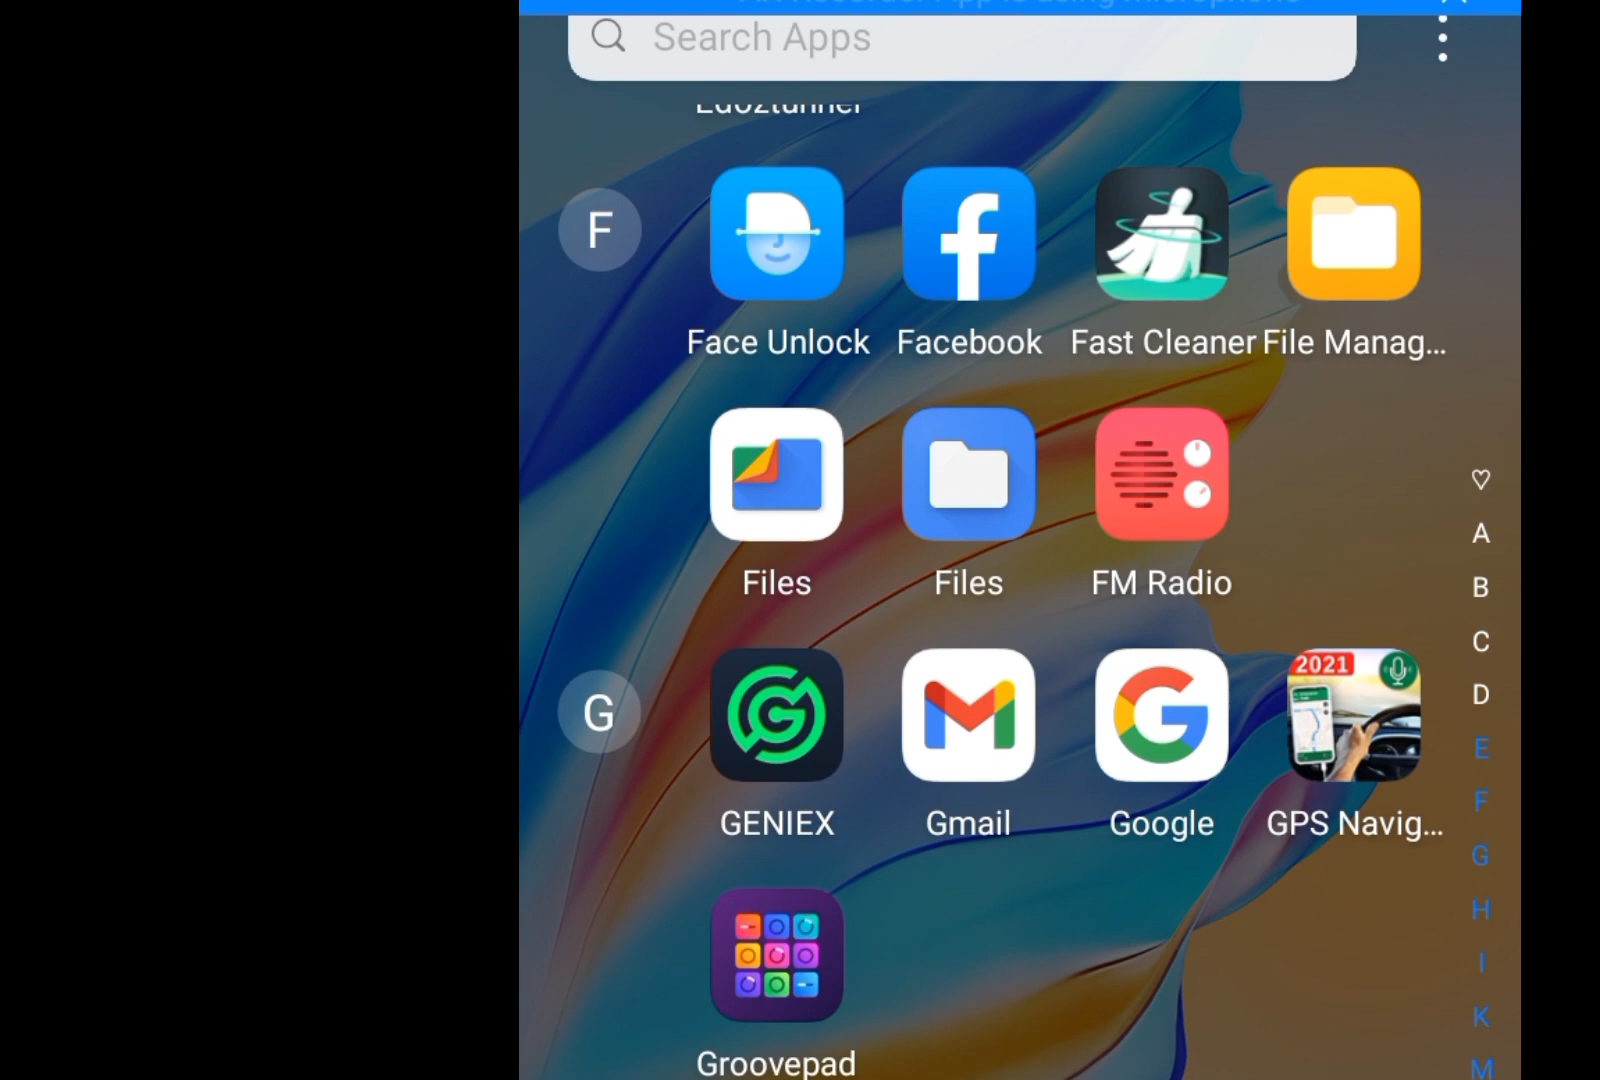 Search Apps
F
Face Unlock
Facebook
Fast Cleaner
File Manag...
Files
Files
FM Radio
G
2021
GENIEX
Gmail
Google
GPS Navig...
Groovepad
A
B
C
D
E
F
G
H
I
K
M